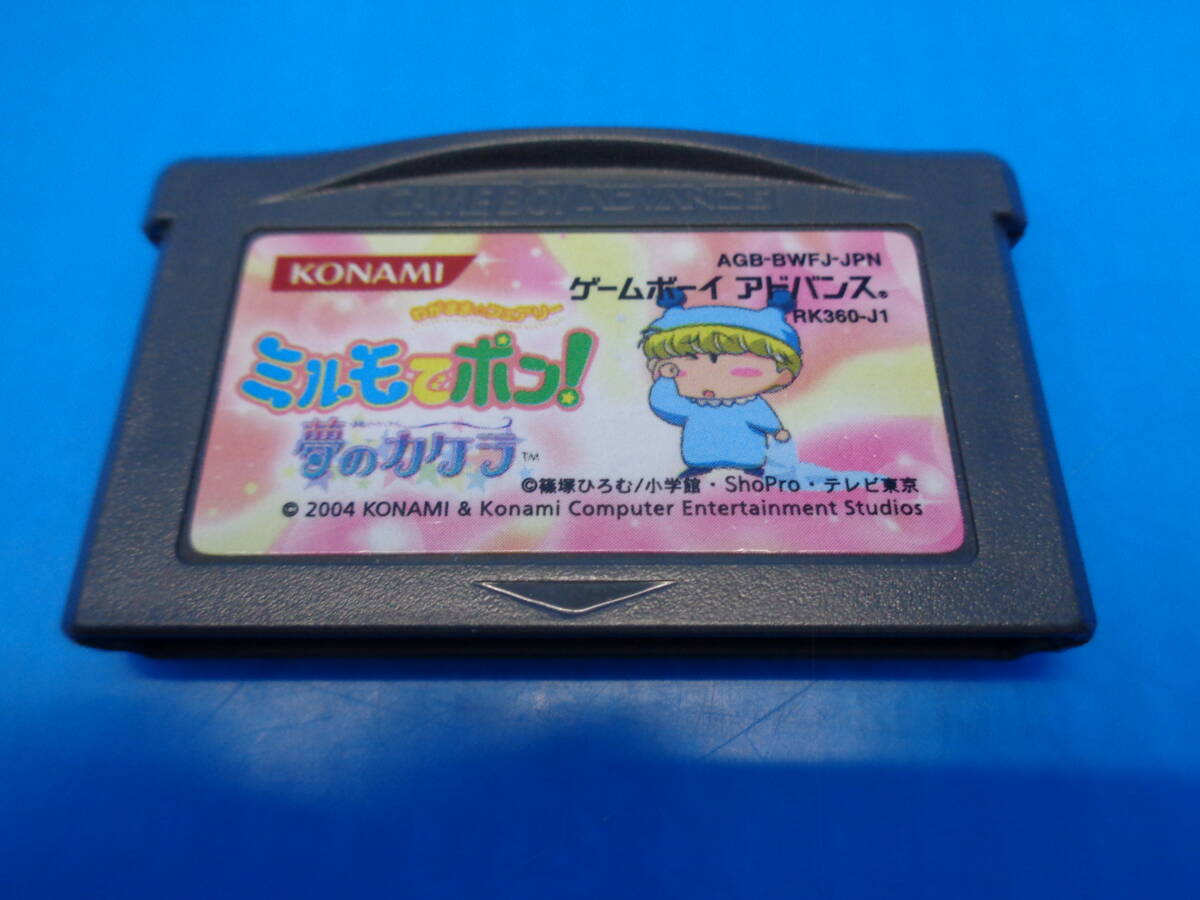 GAME BOY ADVANCE
KONAMI
AGB-BWFJ-JPN
ゲームボーイ アドバンス®
RK360-J1
わがまま☆フェアリー
ミルモでポン!
夢のカケラ™
©篠塚ひろむ/小学館・ShoPro・テレビ東京
© 2004 KONAMI & Konami Computer Entertainment Studios